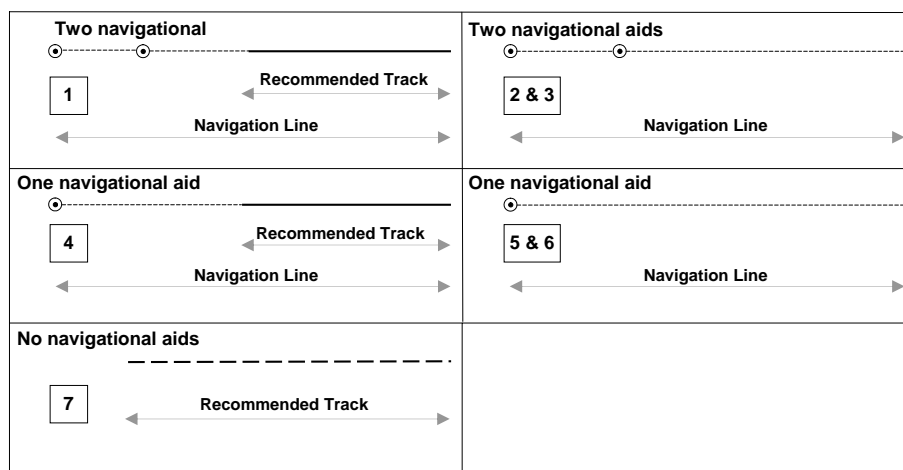 Two navigational
Recommended Track
1
Navigation Line
Two navigational aids
2 & 3
Navigation Line
One navigational aid
Recommended Track
4
Navigation Line
One navigational aid
5 & 6
Navigation Line
No navigational aids
7
Recommended Track